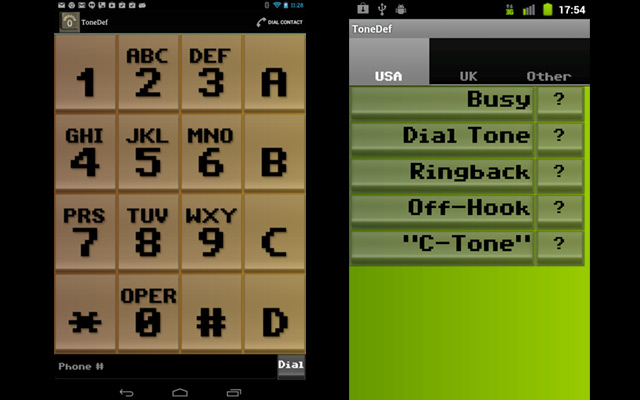 11:26
ToneDef
DIAL CONTACT
1
ABC
2
DEF
3
A
GHI
4
JKL
5
MNO
6
B
PRS
7
TUV
8
WXY
9
C
*
OPER
0
#
D
Phone #
Dial
17:54
ToneDef
USA
UK
Other
Busy
?
Dial Tone
?
Ringback
?
Off-Hook
?
"C-Tone"
?